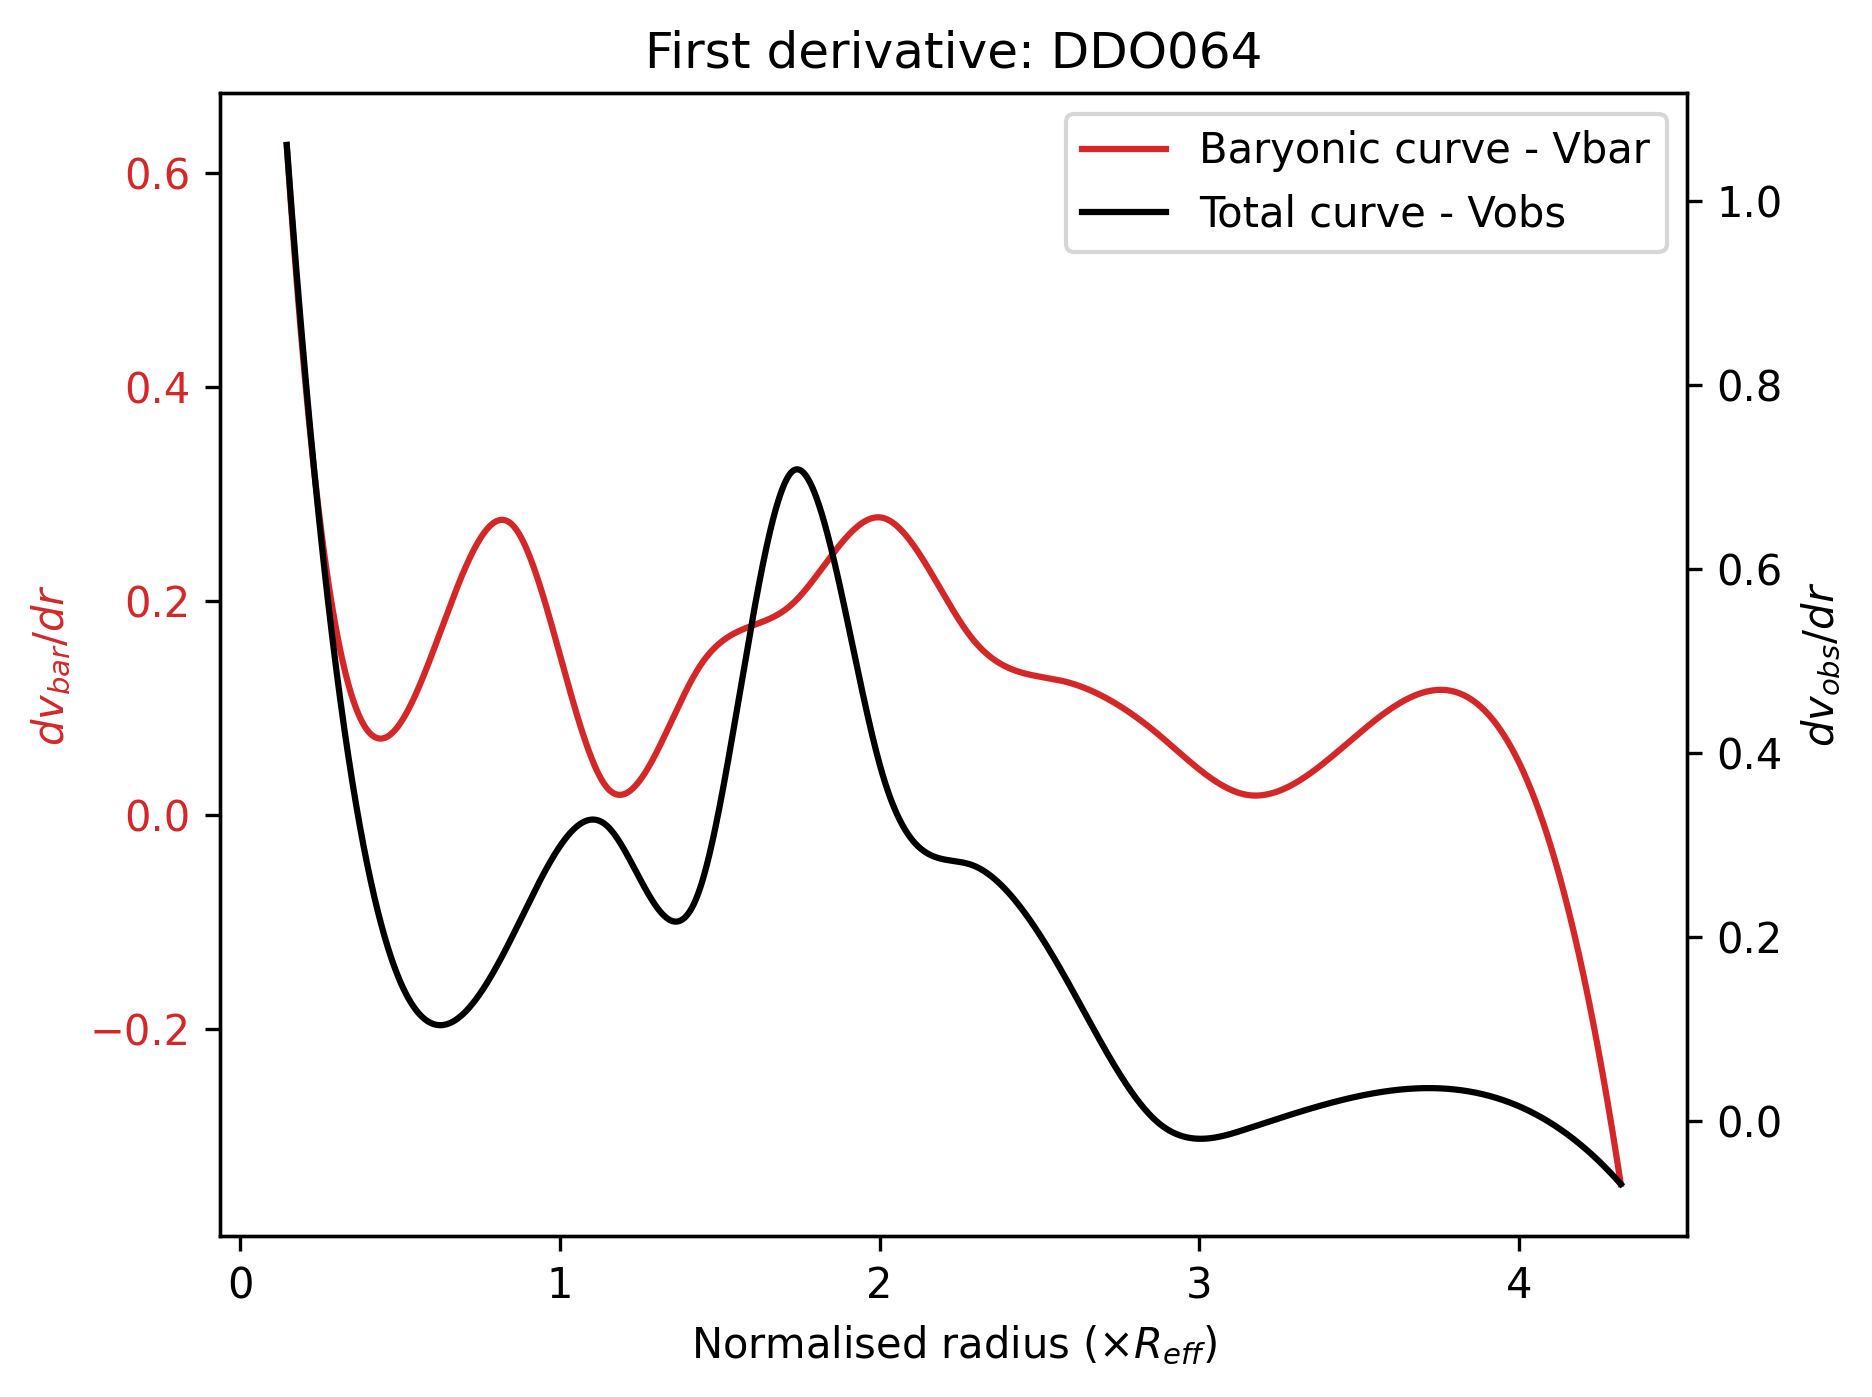 First derivative: DDO064
Baryonic curve - Vbar
Total curve - Vobs
0.6
0.4
0.2
0.0
−0.2
dv_bar/dr
1.0
0.8
0.6
0.4
0.2
0.0
dv_obs/dr
0 1 2 3 4
Normalised radius (×R_eff)